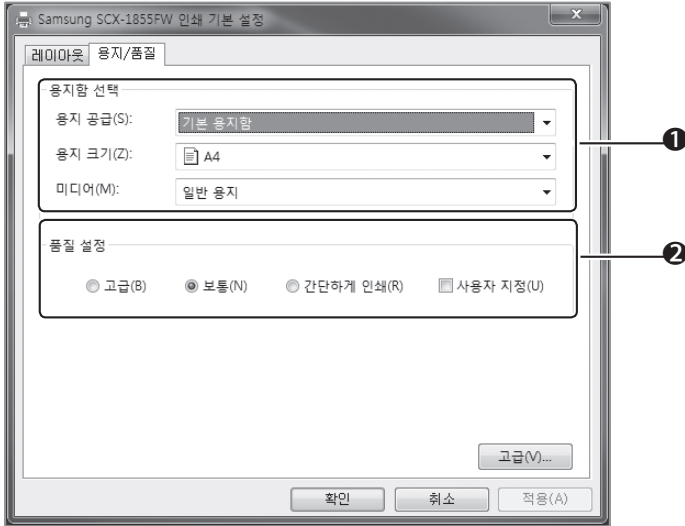 Samsung SCX-1855FW 인쇄 기본 설정
레이아웃 용지/품질
용지함 선택
용지 공급(S): 기본 용지함
용지 크기(Z): A4
미디어(M): 일반 용지
❶
품질 설정
❷
고급(B) 보통(N) 간단하게 인쇄(R) 사용자 지정(U)
고급(V)...
확인 취소 적용(A)